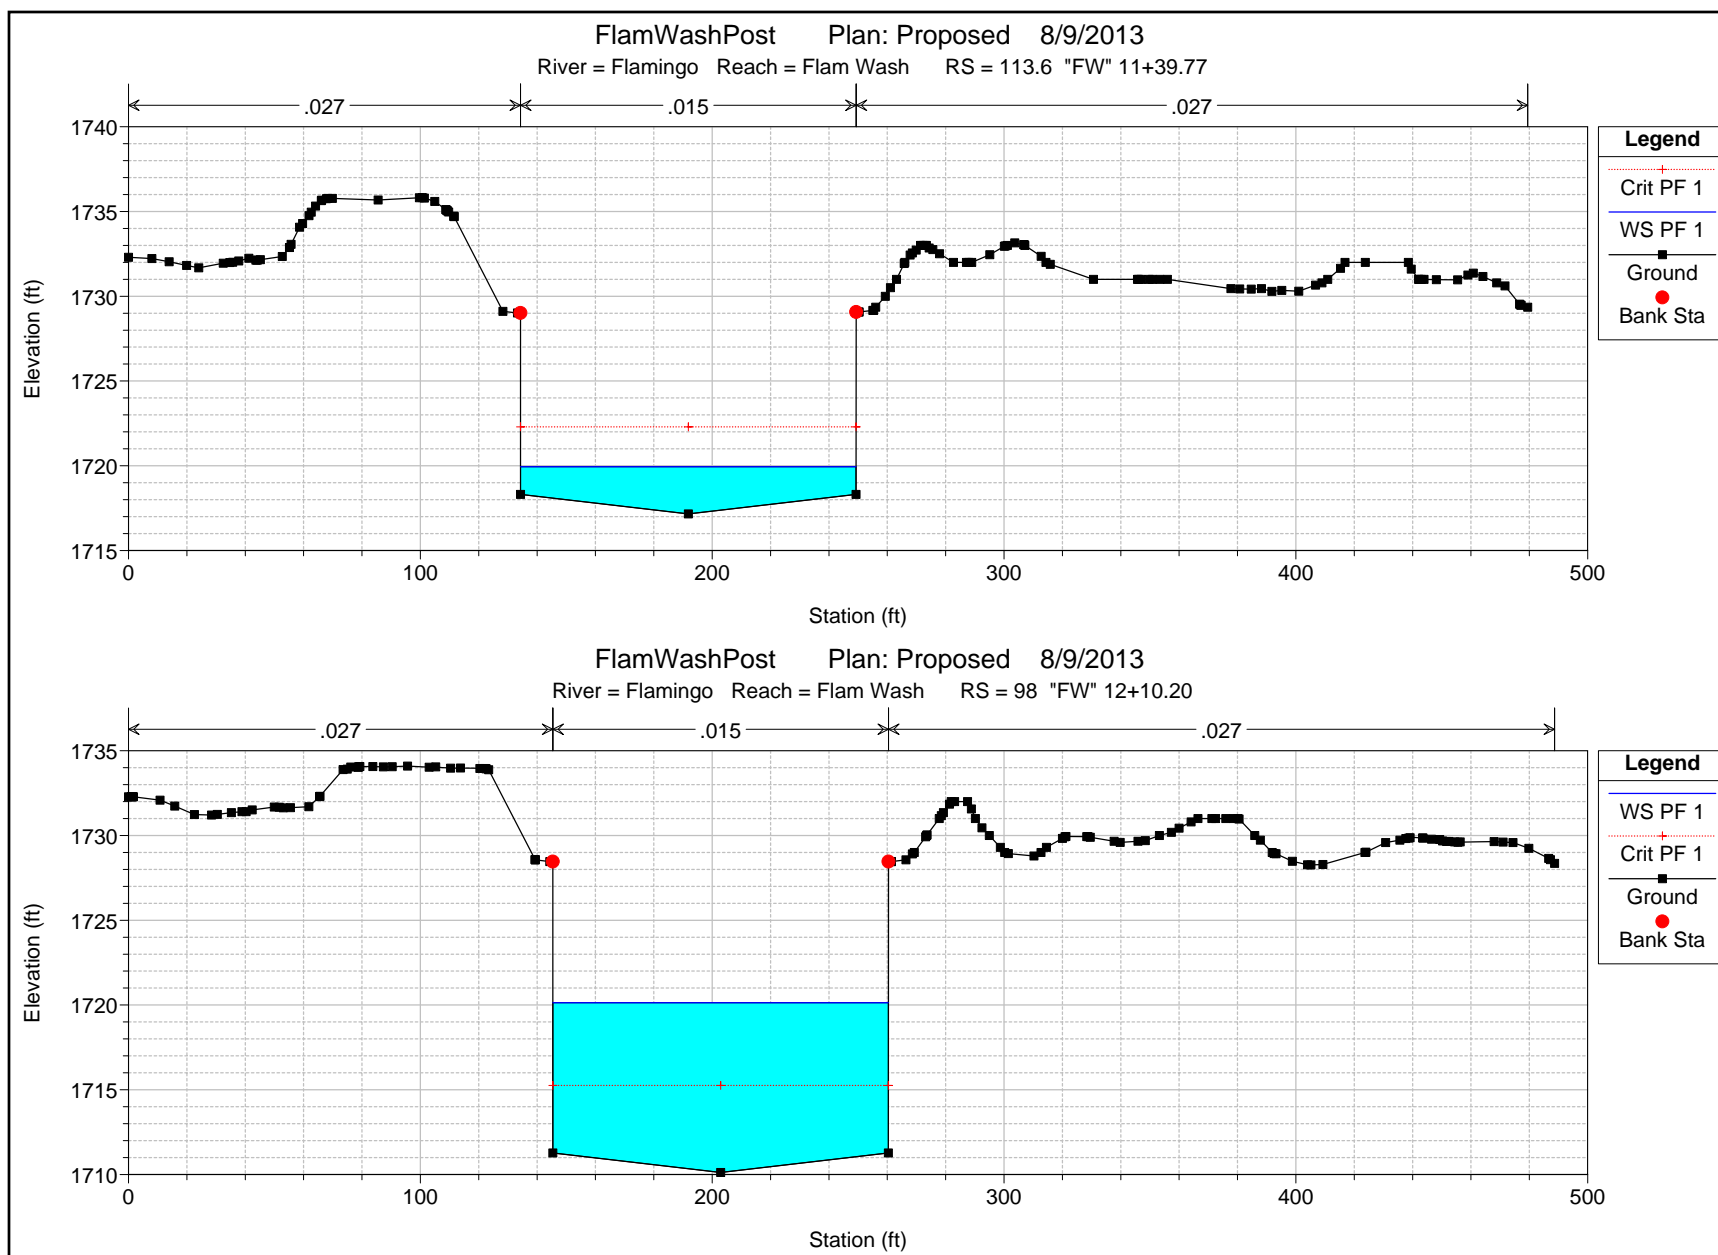 FlamWashPost Plan: Proposed 8/9/2013
River = Flamingo Reach = Flam Wash RS = 113.6 "FW" 11+39.77
.027 .015 .027
1740
1735
1730
1725
1720
1715
Elevation (ft)
0 100 200 300 400 500
Station (ft)
Legend
Crit PF 1
WS PF 1
Ground
Bank Sta
FlamWashPost Plan: Proposed 8/9/2013
River = Flamingo Reach = Flam Wash RS = 98 "FW" 12+10.20
.027 .015 .027
1735
1730
1725
1720
1715
1710
Elevation (ft)
0 100 200 300 400 500
Station (ft)
Legend
WS PF 1
Crit PF 1
Ground
Bank Sta